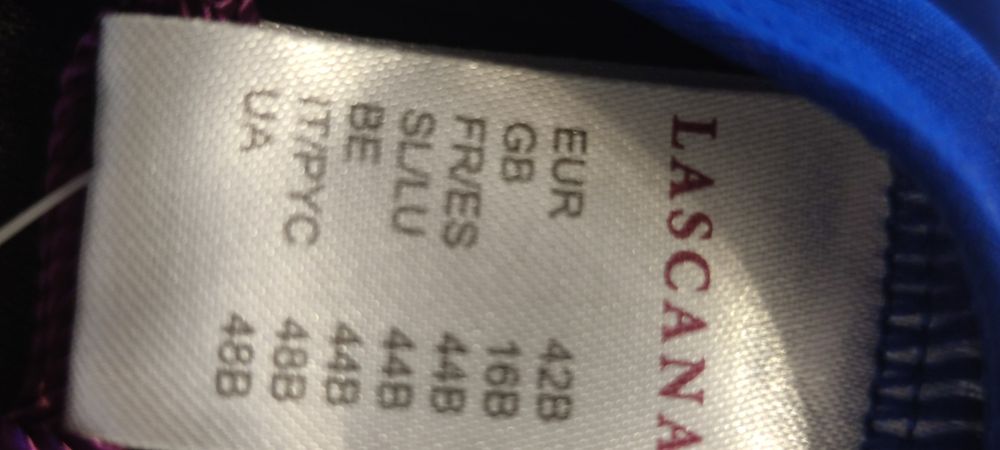 LASCANA
EUR 42B
GB 16B
FR/ES 44B
SL/LU 44B
BE 44B
IT/PYC 48B
UA 48B